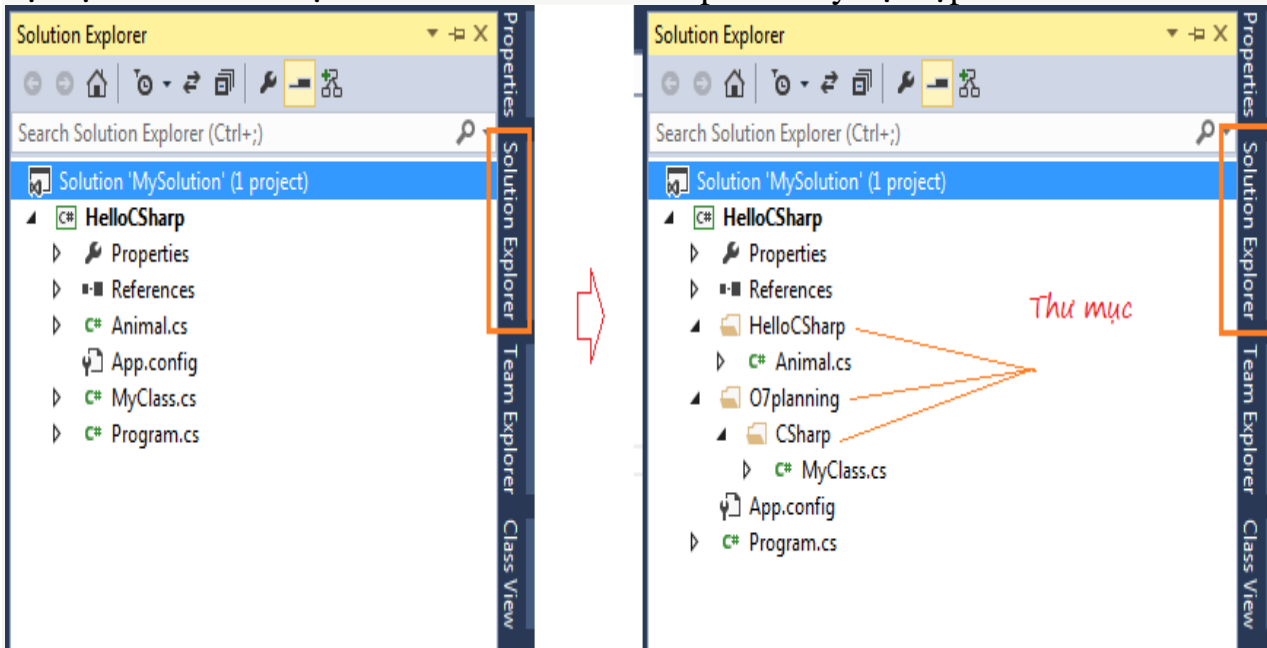 Solution Explorer
Search Solution Explorer (Ctrl+;)
Solution 'MySolution' (1 project)
C# HelloCSharp
Properties
References
C# Animal.cs
App.config
C# MyClass.cs
C# Program.cs
Properties
Solution Explorer
Team Explorer
Class View
Solution Explorer
Search Solution Explorer (Ctrl+;)
Solution 'MySolution' (1 project)
C# HelloCSharp
Properties
References
HelloCSharp
C# Animal.cs
O7planning
CSharp
C# MyClass.cs
App.config
C# Program.cs
Thư mục
Properties
Solution Explorer
Team Explorer
Class View